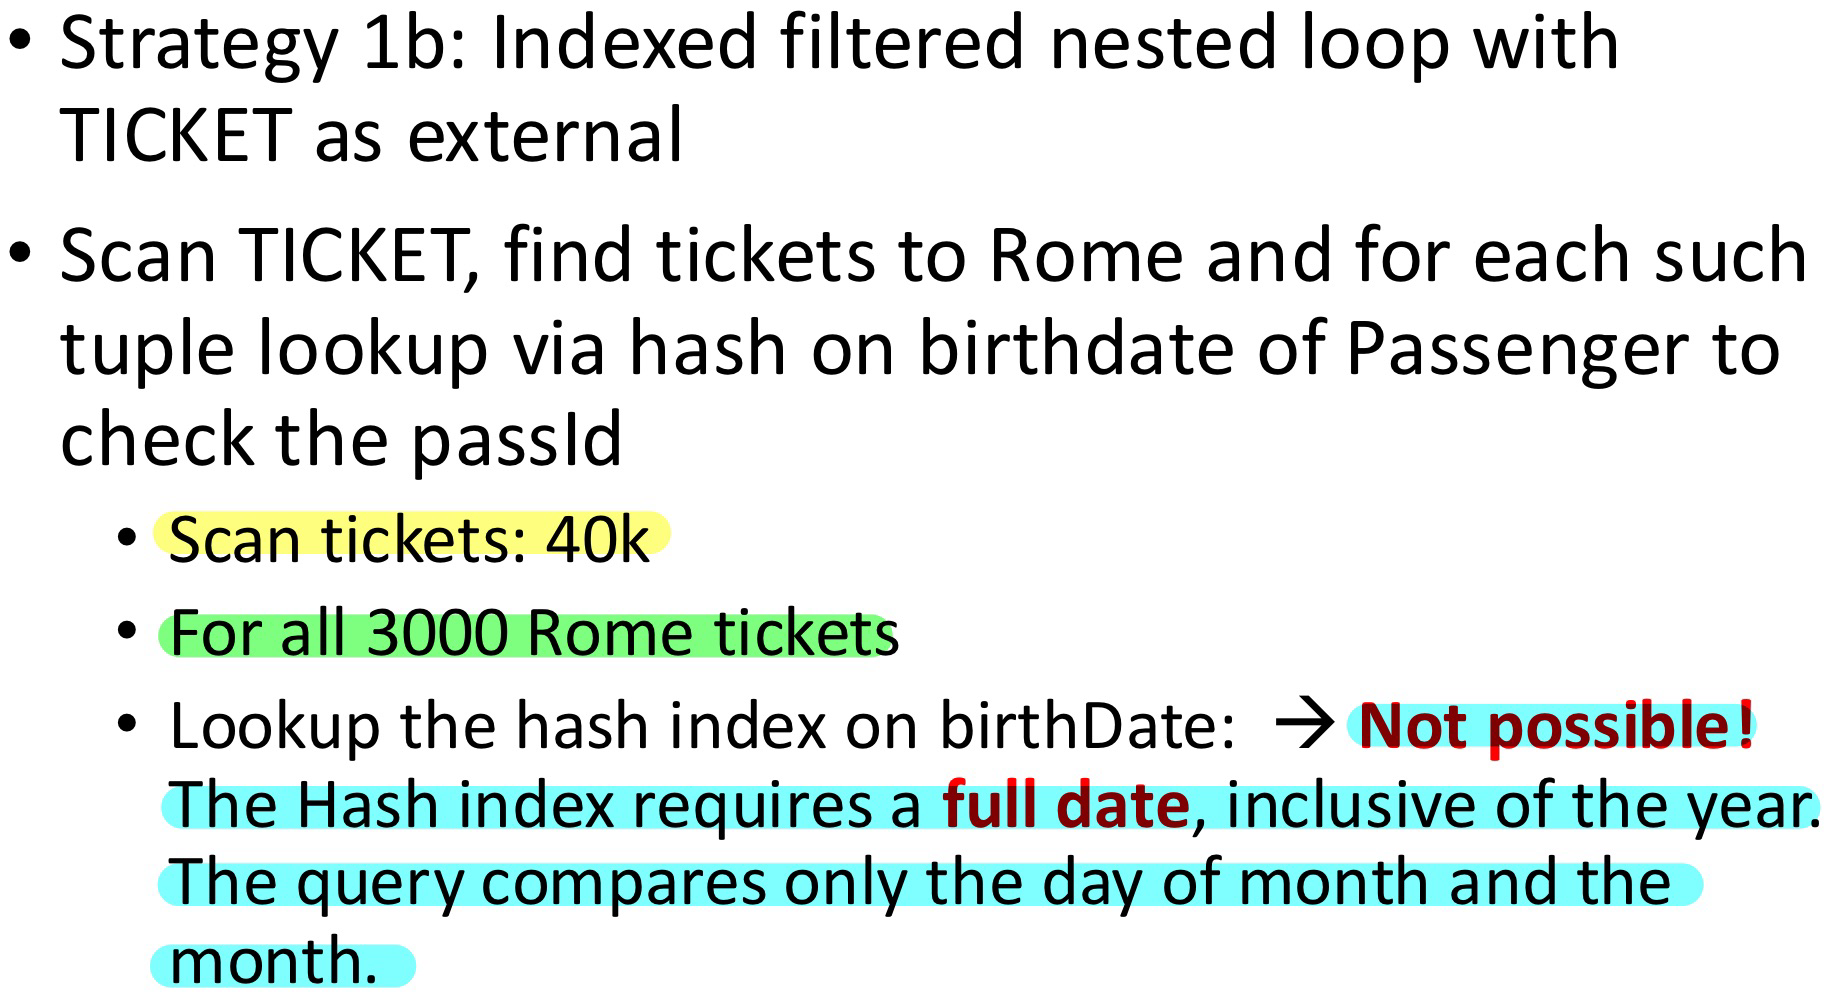 • Strategy 1b: Indexed filtered nested loop with
TICKET as external
• Scan TICKET, find tickets to Rome and for each such
tuple lookup via hash on birthdate of Passenger to
check the passId
• Scan tickets: 40k
• For all 3000 Rome tickets
• Lookup the hash index on birthDate: → Not possible!
The Hash index requires a full date, inclusive of the year.
The query compares only the day of month and the
month.